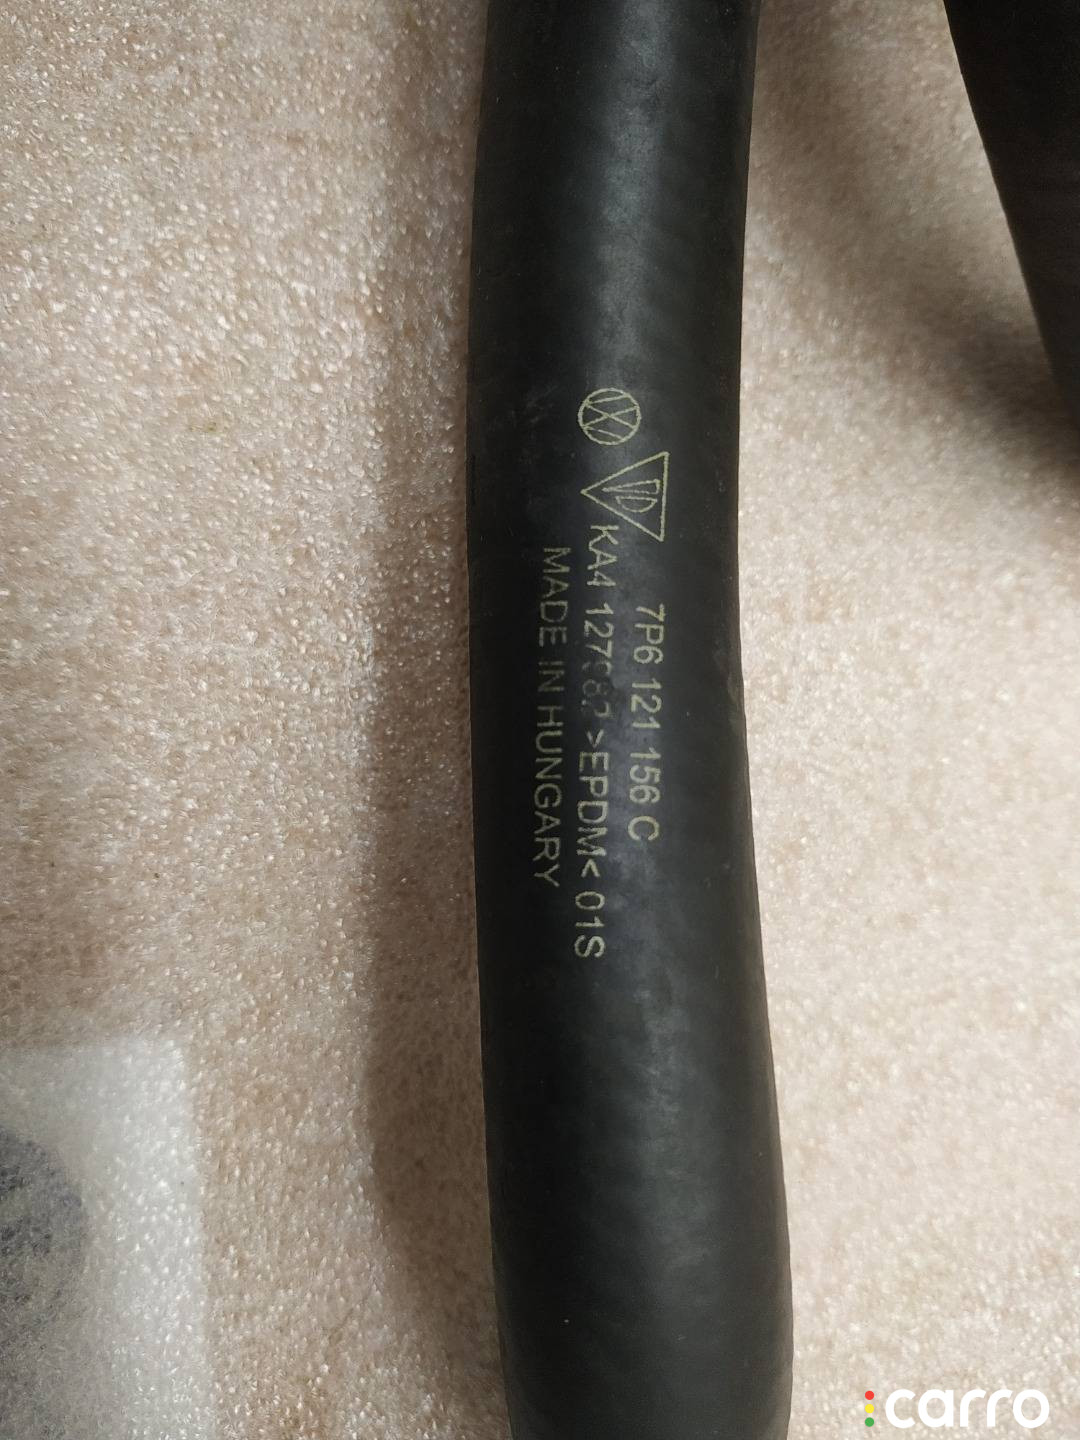 7P6 121 156 C
KA4 >EPDM< 01S
MADE IN HUNGARY
carro